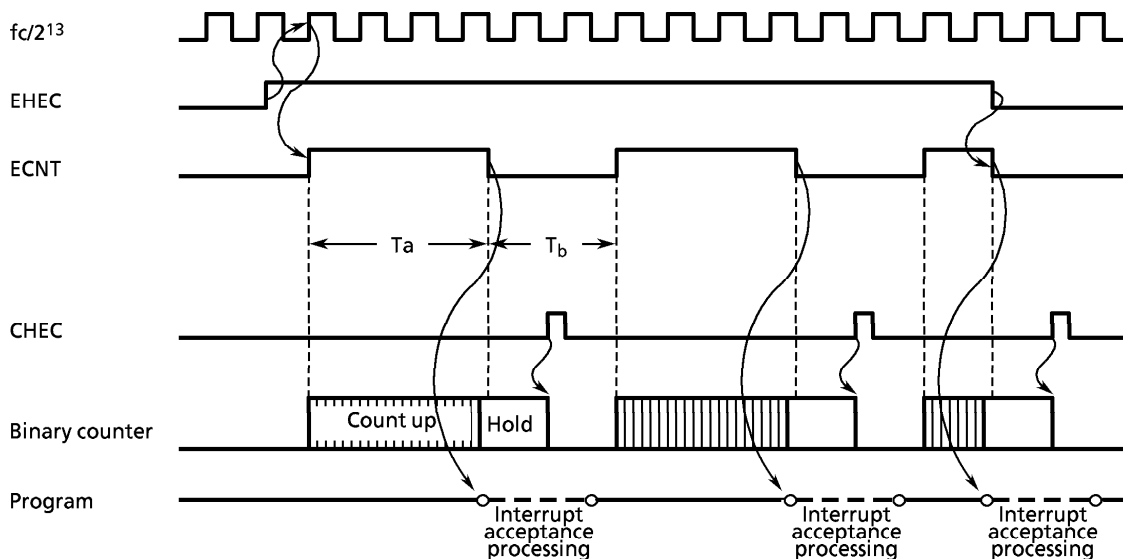 fc/2¹³
EHEC
ECNT
Ta
T_b
CHEC
Binary counter
Count up
Hold
Program
Interrupt
acceptance
processing
Interrupt
acceptance
processing
Interrupt
acceptance
processing